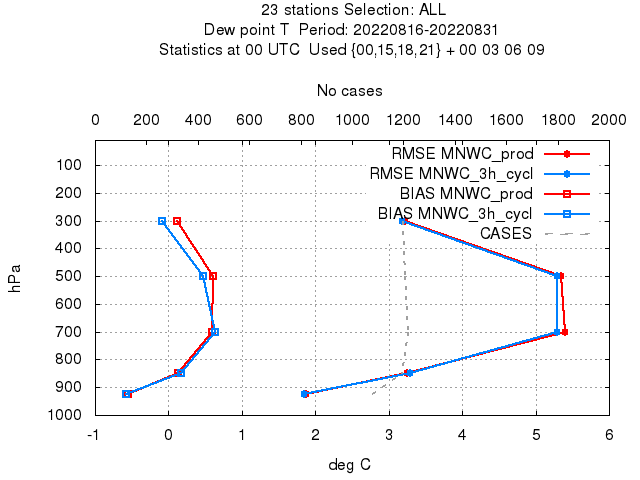 23 stations Selection: ALL
Dew point T  Period: 20220816-20220831
Statistics at 00 UTC  Used {00,15,18,21} + 00 03 06 09
No cases
0 200 400 600 800 1000 1200 1400 1600 1800 2000
RMSE MNWC_prod
RMSE MNWC_3h_cycl
BIAS MNWC_prod
BIAS MNWC_3h_cycl
CASES
100
200
300
400
500
600
700
800
900
1000
hPa
-1 0 1 2 3 4 5 6
deg C